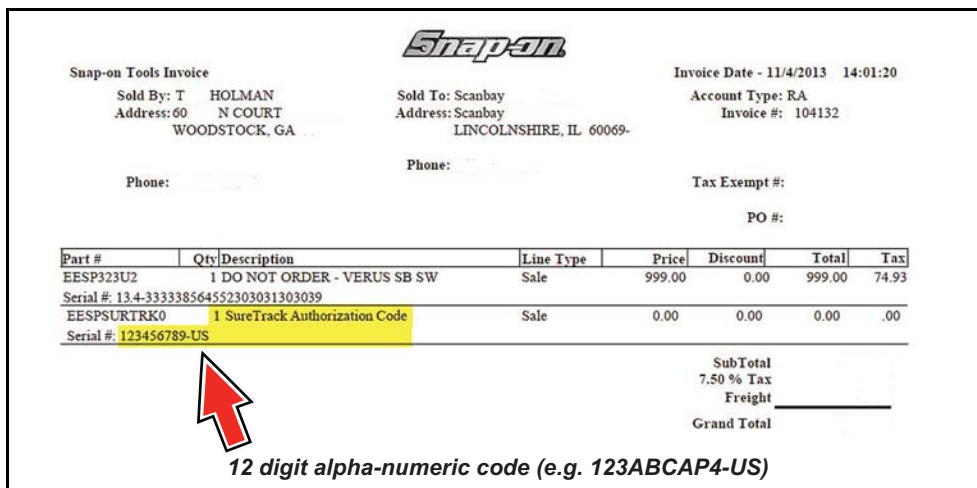 Snap-on
Snap-on Tools Invoice
Invoice Date - 11/4/2013 14:01:20
Sold By: T HOLMAN
Sold To: Scanbay
Account Type: RA
Address: 60 N COURT
Address: Scanbay
Invoice #: 104132
WOODSTOCK, GA
LINCOLNSHIRE, IL 60069-
Phone:
Phone:
Tax Exempt #:
PO #:
Part # Qty Description Line Type Price Discount Total Tax
EESP323U2 1 DO NOT ORDER - VERUS SB SW Sale 999.00 0.00 999.00 74.93
Serial #: 13.4-333338564552303031303039
EESPSURTRK0 1 SureTrack Authorization Code Sale 0.00 0.00 0.00 .00
Serial #: 123456789-US
SubTotal
7.50 % Tax
Freight
Grand Total
12 digit alpha-numeric code (e.g. 123ABCAP4-US)